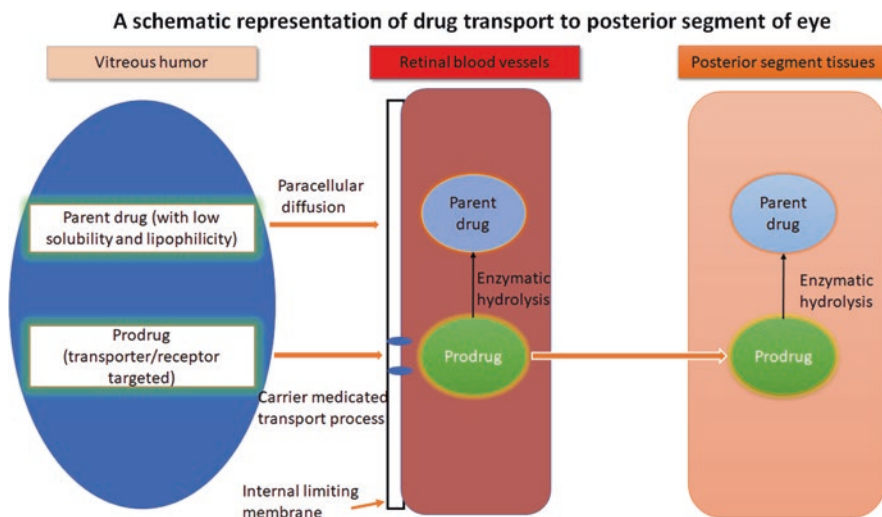 A schematic representation of drug transport to posterior segment of eye
Vitreous humor
Retinal blood vessels
Posterior segment tissues
Parent drug (with low
solubility and lipophilicity)
Paracellular
diffusion
Parent
drug
Parent
drug
Enzymatic
hydrolysis
Enzymatic
hydrolysis
Prodrug
(transporter/receptor
targeted)
Prodrug
Prodrug
Carrier medicated
transport process
Internal limiting
membrane